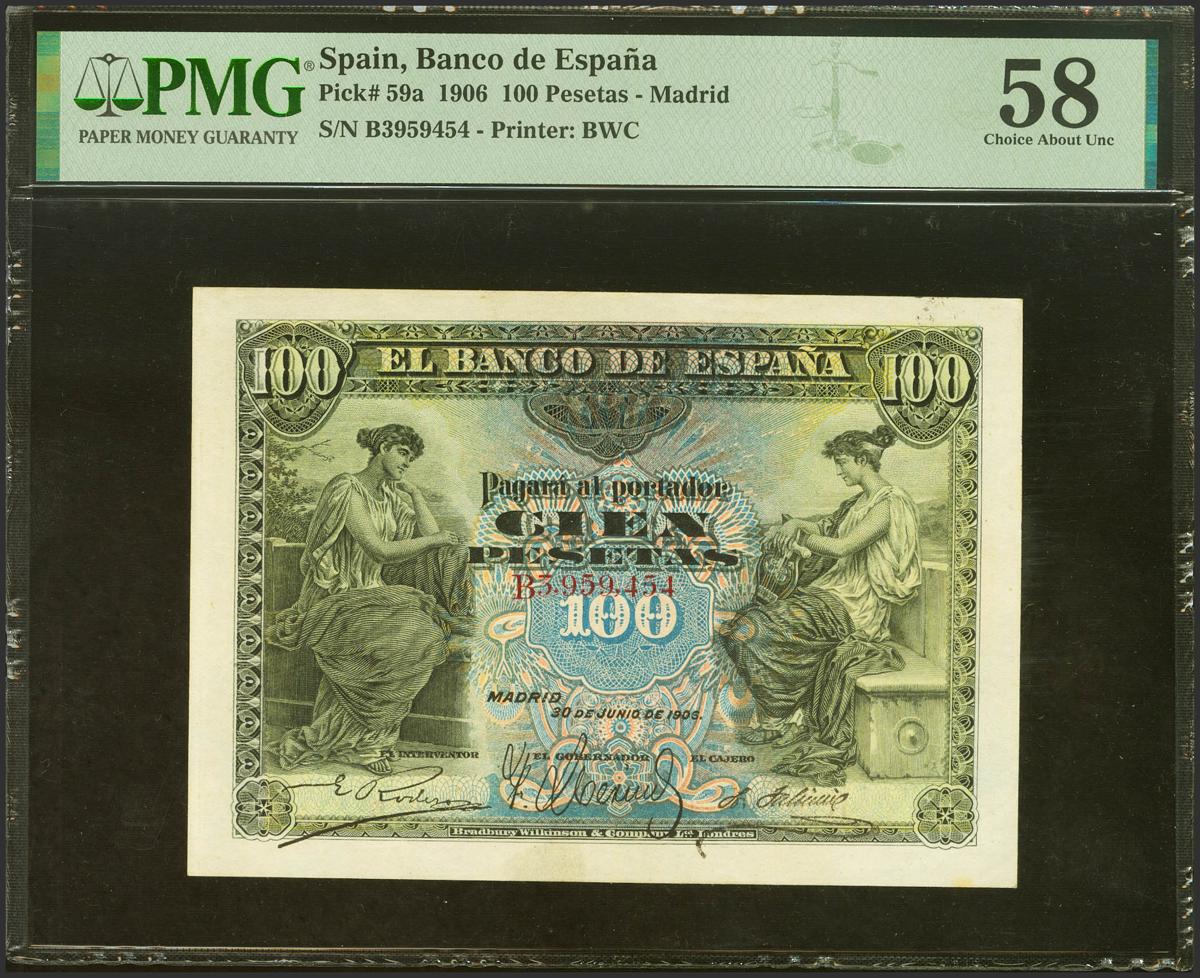 PMG®
PAPER MONEY GUARANTY
Spain, Banco de España
Pick# 59a 1906 100 Pesetas - Madrid
S/N B3959454 - Printer: BWC
58
Choice About Unc
100 EL BANCO DE ESPAÑA 100
Pagará al portador
CIEN
PESETAS
B3,959,454
100
MADRID
30 DE JUNIO DE 1906.
EL INTERVENTOR EL GOBERNADOR EL CAJERO
Bradbury Wilkinson & Company Ld. Londres